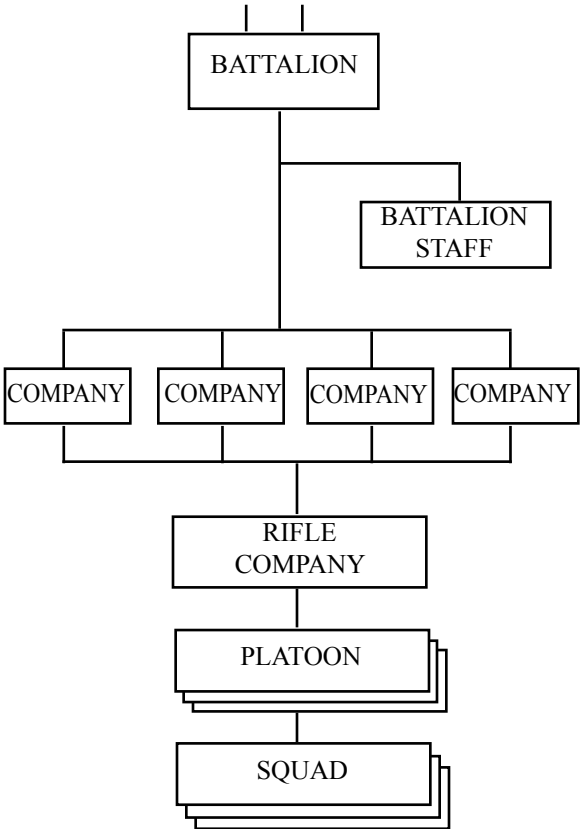 BATTALION
BATTALION
STAFF
COMPANY
COMPANY
COMPANY
COMPANY
RIFLE
COMPANY
PLATOON
SQUAD